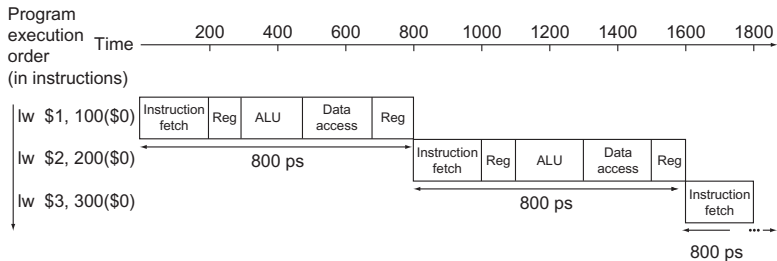 Program
execution
order
(in instructions)
Time
200 400 600 800 1000 1200 1400 1600 1800
lw $1, 100($0)
Instruction
fetch
Reg
ALU
Data
access
Reg
800 ps
lw $2, 200($0)
Instruction
fetch
Reg
ALU
Data
access
Reg
800 ps
lw $3, 300($0)
Instruction
fetch
...
800 ps